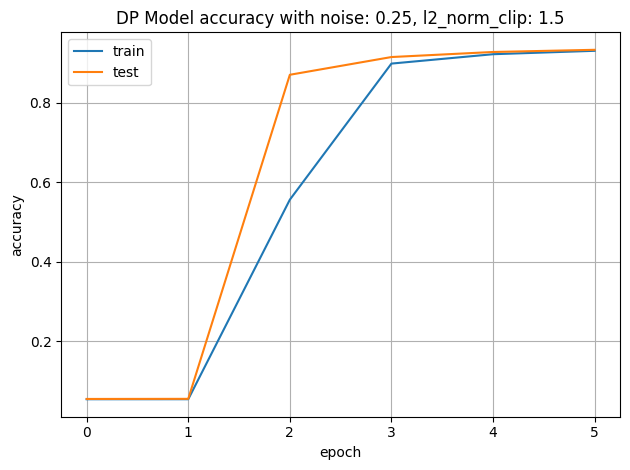 DP Model accuracy with noise: 0.25, l2_norm_clip: 1.5
train
test
accuracy
0.8
0.6
0.4
0.2
0 1 2 3 4 5
epoch